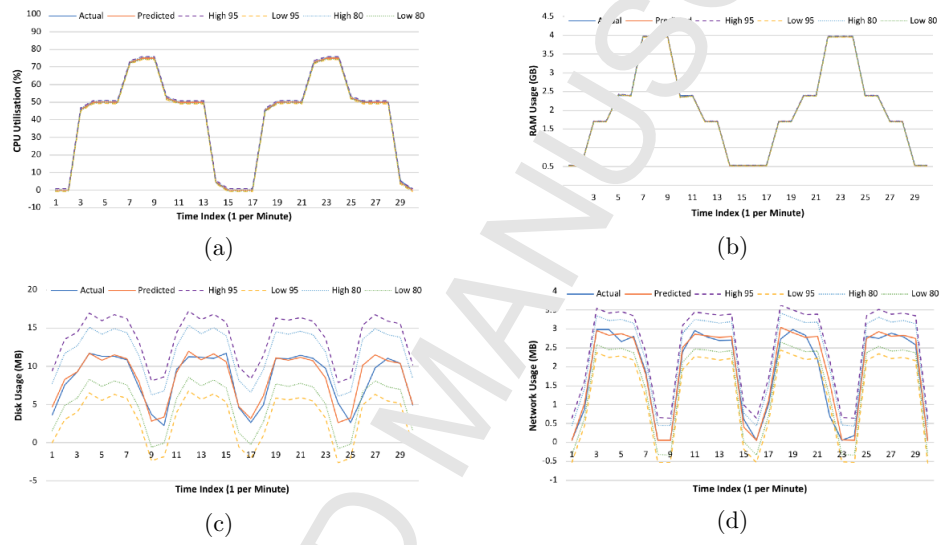 Actual Predicted High 95 Low 95 High 80 Low 80
100
90
80
70
60
50
40
30
20
10
0
-10
CPU Utilisation (%)
1 3 5 7 9 11 13 15 17 19 21 23 25 27 29
Time Index (1 per Minute)
(a)
Actual Predicted High 95 Low 95 High 80 Low 80
4.5
4
3.5
3
2.5
2
1.5
0.5
RAM Usage (GB)
3 5 7 9 11 13 15 17 19 21 23 25 27 29
Time Index (1 per Minute)
(b)
Actual Predicted High 95 Low 95 High 80 Low 80
20
15
10
5
0
-5
Disk Usage (MB)
1 3 5 7 9 11 13 15 17 19 21 23 25 27 29
Time Index (1 per Minute)
(c)
Actual Predicted High 95 Low 95 High 80 Low 80
4
3.5
3
2.5
2
1.5
1
0.5
0
-0.5
-1
Network Usage (MB)
1 3 5 7 9 11 13 15 17 19 21 23 25 27 29
Time Index (1 per Minute)
(d)
D MANUSC